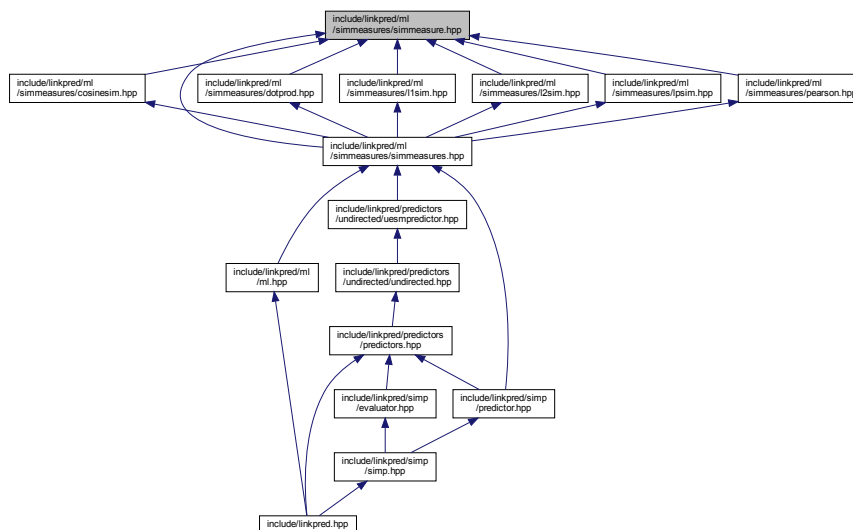 include/linkpred/ml
/simmeasures/simmeasure.hpp
include/linkpred/ml
/simmeasures/cosinesim.hpp
include/linkpred/ml
/simmeasures/dotprod.hpp
include/linkpred/ml
/simmeasures/l1sim.hpp
include/linkpred/ml
/simmeasures/l2sim.hpp
include/linkpred/ml
/simmeasures/lpsim.hpp
include/linkpred/ml
/simmeasures/pearson.hpp
include/linkpred/ml
/simmeasures/simmeasures.hpp
include/linkpred/predictors
/undirected/uesmpredictor.hpp
include/linkpred/ml
/ml.hpp
include/linkpred/predictors
/undirected/undirected.hpp
include/linkpred/predictors
/predictors.hpp
include/linkpred/simp
/evaluator.hpp
include/linkpred/simp
/predictor.hpp
include/linkpred/simp
/simp.hpp
include/linkpred.hpp